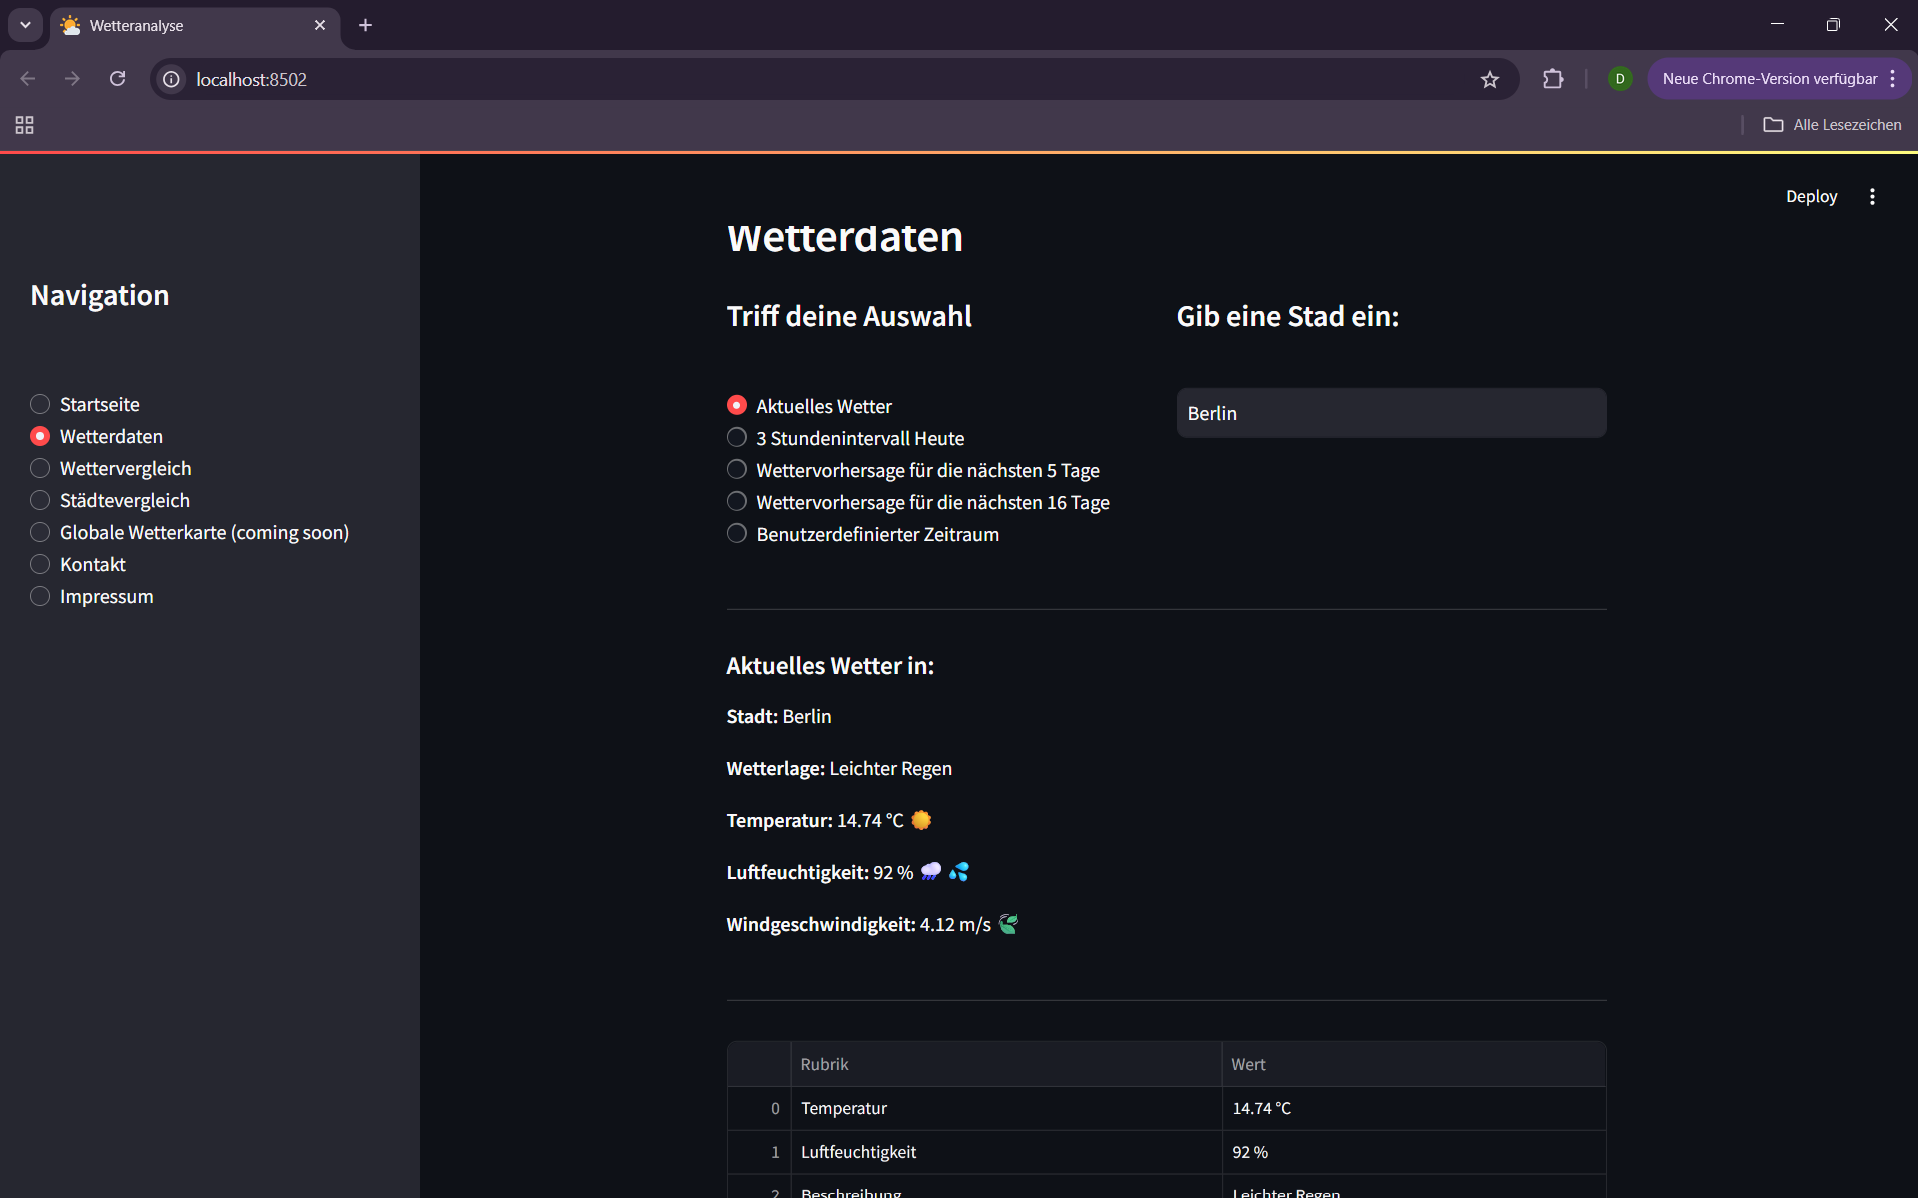 Wetteranalyse
localhost:8502
D
Neue Chrome-Version verfügbar
Alle Lesezeichen
Deploy
Navigation
Startseite
Wetterdaten
Wettervergleich
Städtevergleich
Globale Wetterkarte (coming soon)
Kontakt
Impressum
Wetterdaten
Triff deine Auswahl
Aktuelles Wetter
3 Stundenintervall Heute
Wettervorhersage für die nächsten 5 Tage
Wettervorhersage für die nächsten 16 Tage
Benutzerdefinierter Zeitraum
Gib eine Stad ein:
Berlin
Aktuelles Wetter in:
Stadt: Berlin
Wetterlage: Leichter Regen
Temperatur: 14.74 °C
Luftfeuchtigkeit: 92 %
Windgeschwindigkeit: 4.12 m/s
Rubrik Wert
0 Temperatur 14.74 °C
1 Luftfeuchtigkeit 92 %
2 Beschreibung Leichter Regen